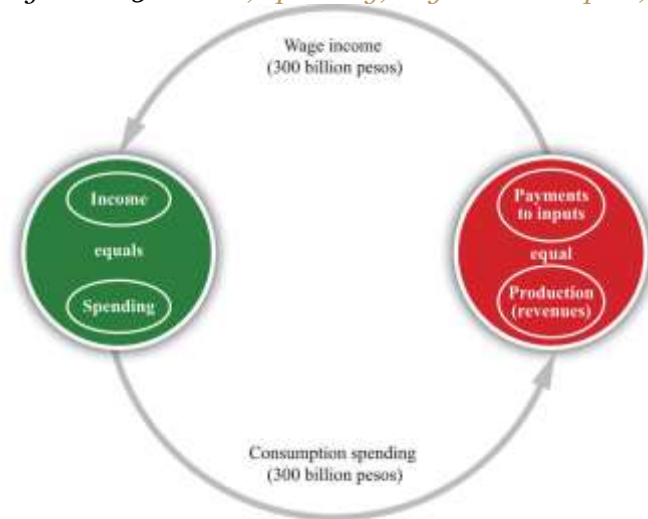 Wage income
(300 billion pesos)
Income
equals
Spending
Payments
to inputs
equal
Production
(revenues)
Consumption spending
(300 billion pesos)